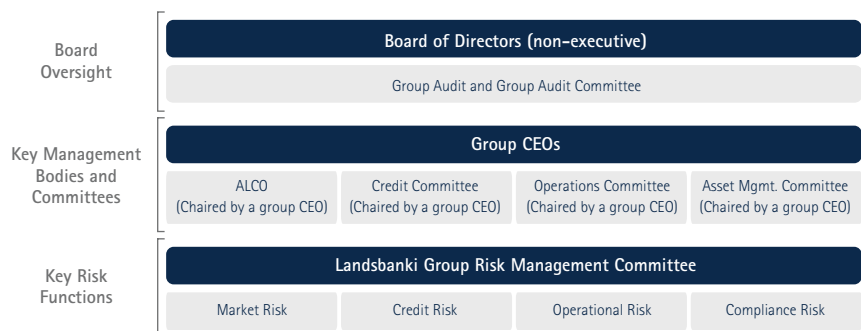 Board
Oversight
Board of Directors (non-executive)
Group Audit and Group Audit Committee
Key Management
Bodies and
Committees
Group CEOs
ALCO
(Chaired by a group CEO)
Credit Committee
(Chaired by a group CEO)
Operations Committee
(Chaired by a group CEO)
Asset Mgmt. Committee
(Chaired by a group CEO)
Key Risk
Functions
Landsbanki Group Risk Management Committee
Market Risk
Credit Risk
Operational Risk
Compliance Risk